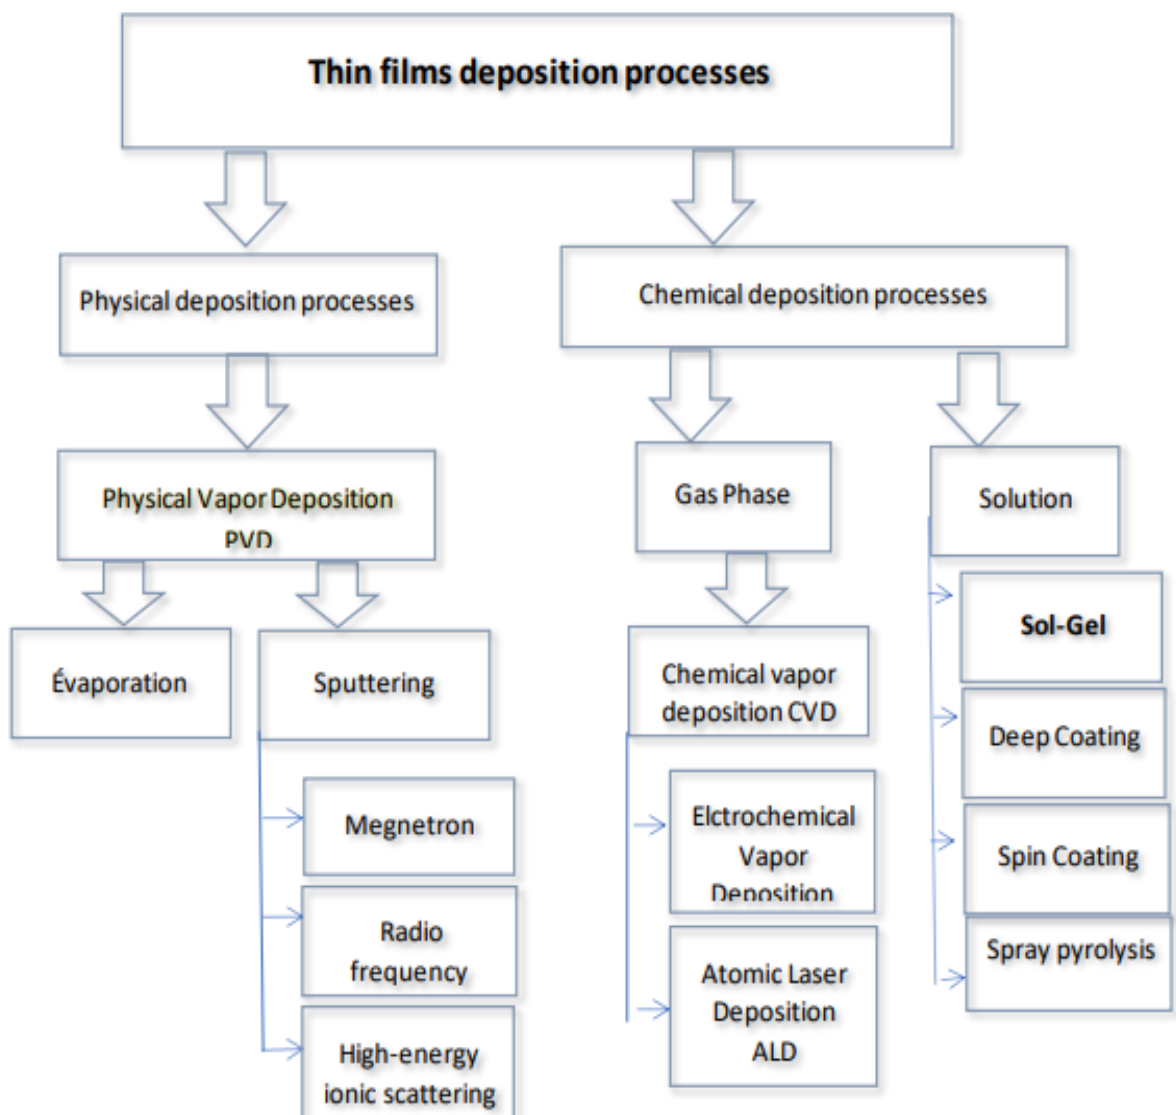 Thin films deposition processes
Physical deposition processes
Chemical deposition processes
Physical Vapor Deposition
PVD
Gas Phase
Solution
Évaporation
Sputtering
Chemical vapor
deposition CVD
Sol-Gel
Deep Coating
Spin Coating
Spray pyrolysis
Megnetron
Radio
frequency
High-energy
ionic scattering
Elctrochemical
Vapor
Deposition
Atomic Laser
Deposition
ALD